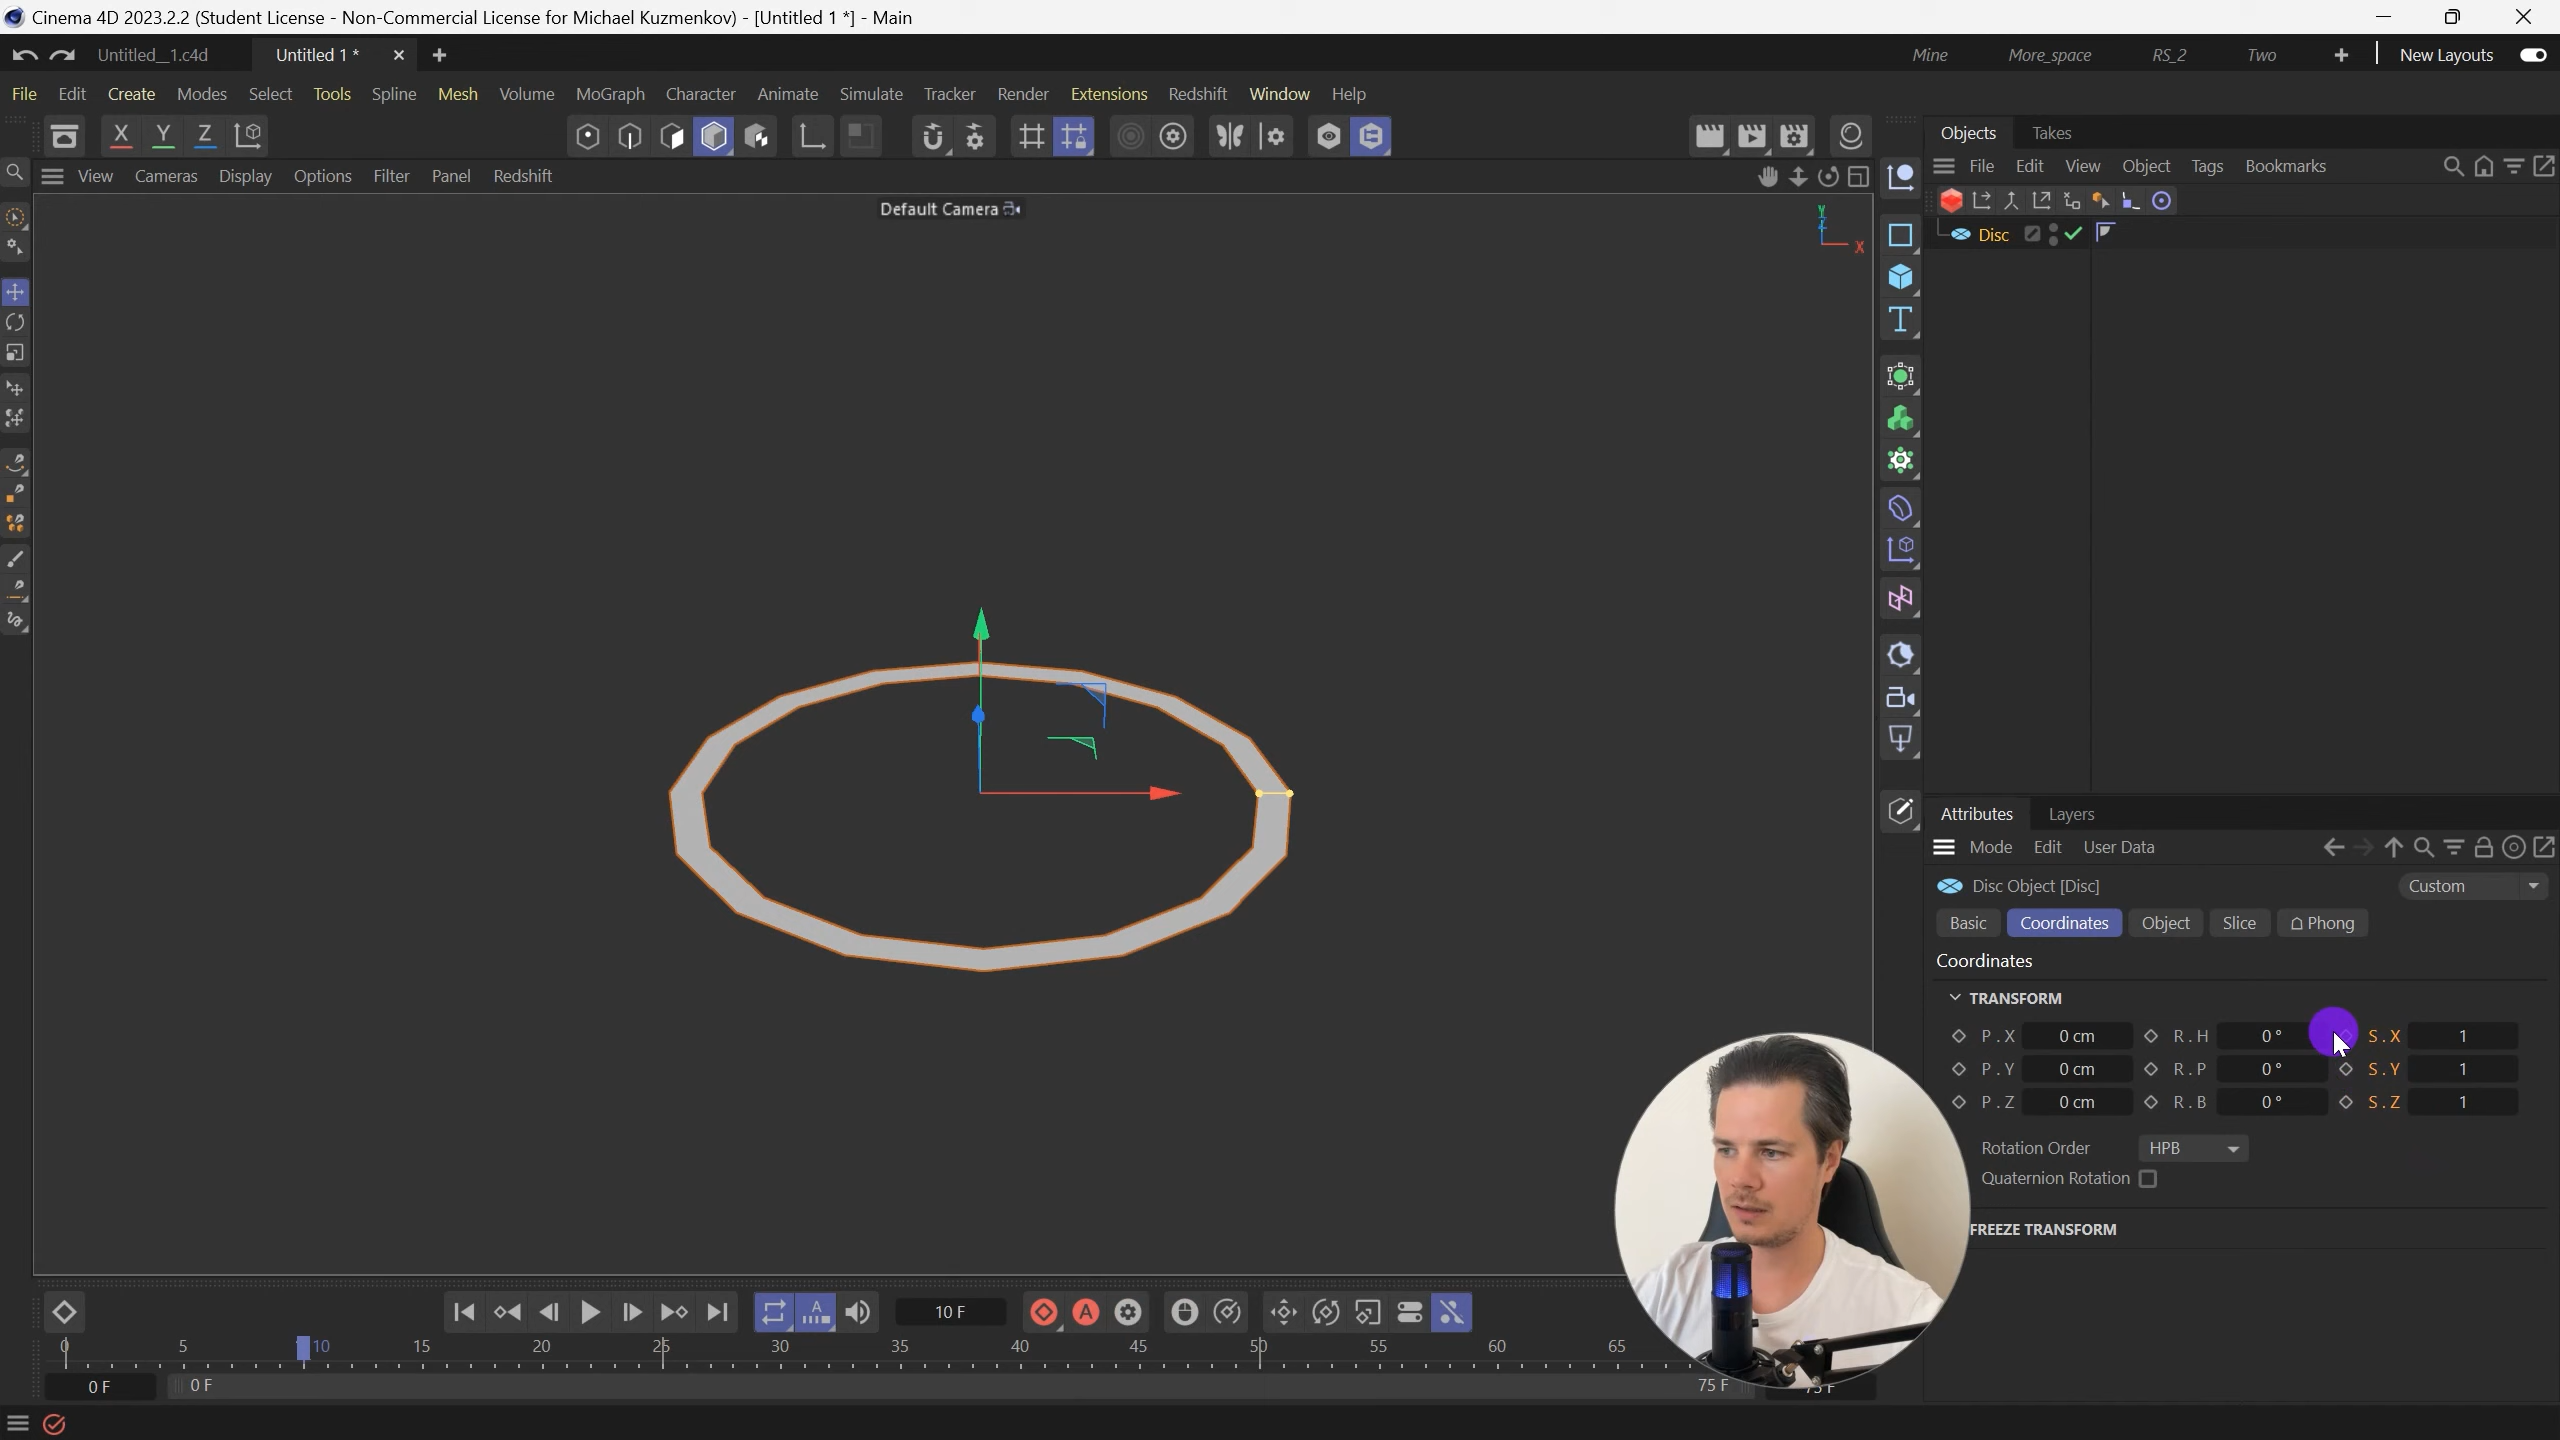 Cinema 4D 2023.2.2 (Student License - Non-Commercial License for Michael Kuzmenkov) - [Untitled 1 *] - Main
Untitled__1.c4d
Untitled 1 *
Mine
More_space
RS_2
Two
New Layouts
File Edit Create Modes Select Tools Spline Mesh Volume MoGraph Character Animate Simulate Tracker Render Extensions Redshift Window Help
X Y Z
Objects Takes
View Cameras Display Options Filter Panel Redshift
File Edit View Object Tags Bookmarks
Default Camera
Y
Z
X
Disc
T
Attributes Layers
Mode Edit User Data
Disc Object [Disc]
Custom
Basic Coordinates Object Slice Phong
Coordinates
TRANSFORM
P . X 0 cm R . H 0 ° S . X 1
P . Y 0 cm R . P 0 ° S . Y 1
P . Z 0 cm R . B 0 ° S . Z 1
Rotation Order HPB
Quaternion Rotation
FREEZE TRANSFORM
A
10 F
A
0 5 10 15 20 25 30 35 40 45 50 55 60 65
0 F
0 F
75 F
75 F